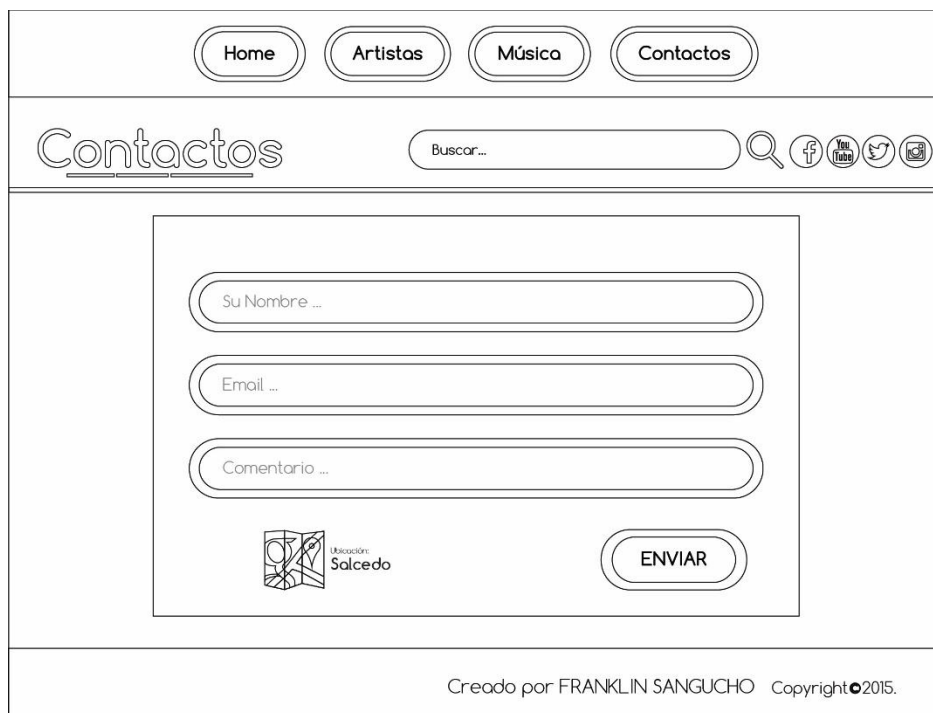 Home Artistas Música Contactos
Contactos Buscar... You Tube
Su Nombre ...
Email ...
Comentario ...
Ubicación:
Salcedo
ENVIAR
Creado por FRANKLIN SANGUCHO Copyright©2015.